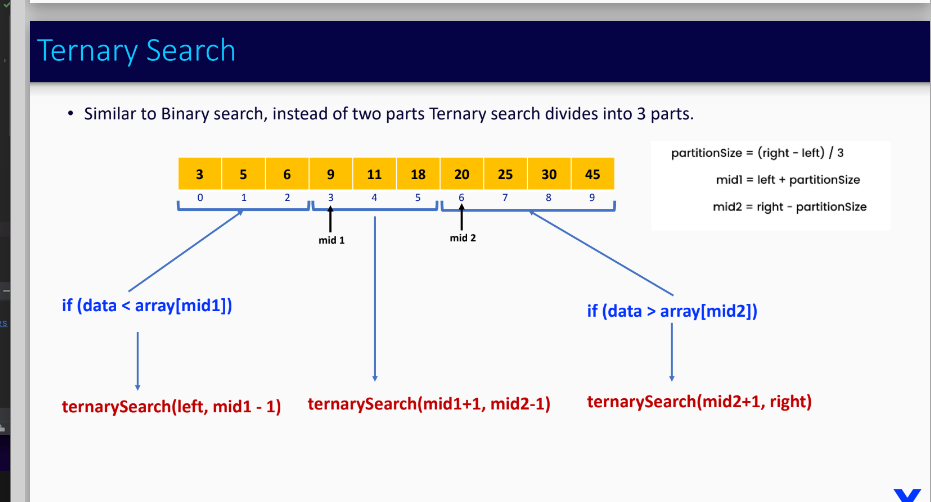 Ternary Search
• Similar to Binary search, instead of two parts Ternary search divides into 3 parts.
partitionSize = (right - left) / 3
mid1 = left + partitionSize
mid2 = right - partitionSize
3 5 6 9 11 18 20 25 30 45
0 1 2 3 4 5 6 7 8 9
mid 1
mid 2
if (data < array[mid1])
if (data > array[mid2])
ternarySearch(left, mid1 - 1)
ternarySearch(mid1+1, mid2-1)
ternarySearch(mid2+1, right)